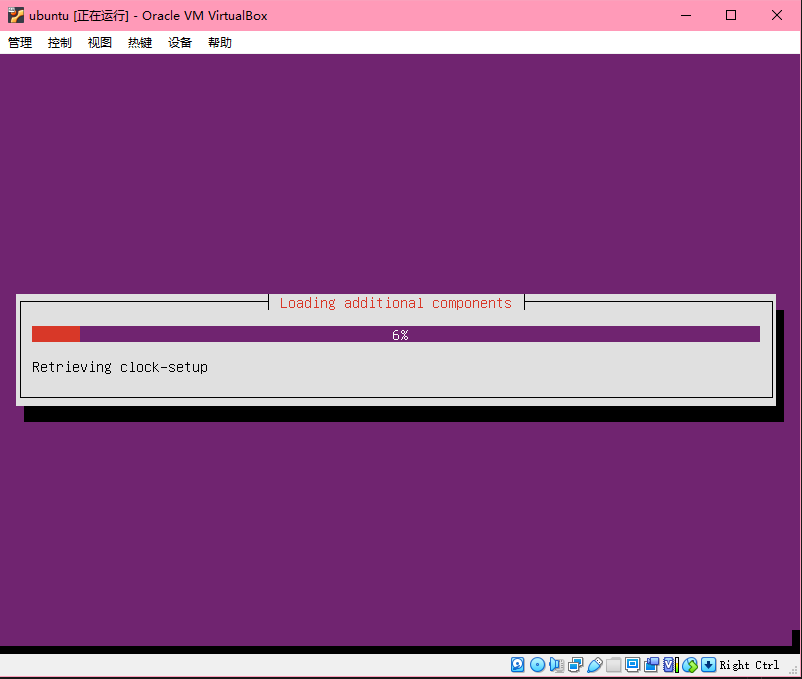 ubuntu [正在运行] - Oracle VM VirtualBox
管理 控制 视图 热键 设备 帮助
Loading additional components
6%
Retrieving clock-setup
Right Ctrl